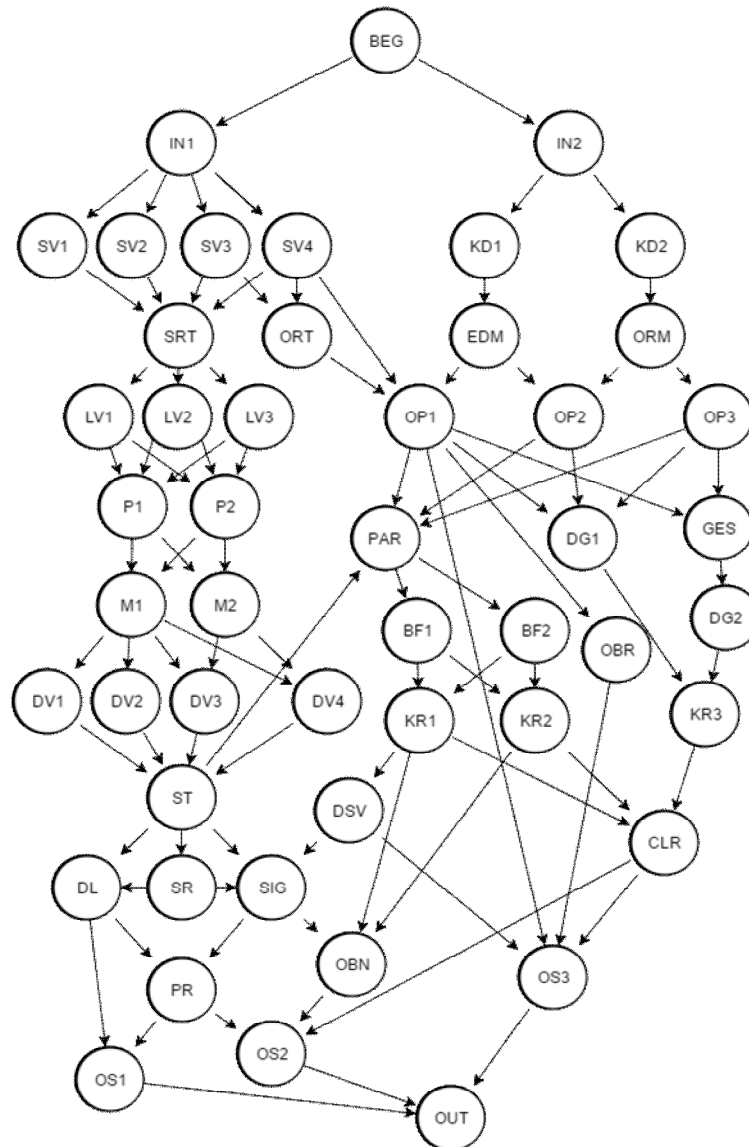 BEG
IN1 IN2
SV1 SV2 SV3 SV4 KD1 KD2
SRT ORT EDM ORM
LV1 LV2 LV3 OP1 OP2 OP3
P1 P2 PAR DG1 GES
M1 M2 BF1 BF2 OBR DG2
DV1 DV2 DV3 DV4 KR1 KR2 KR3
ST DSV CLR
DL SR SIG
PR OBN OS3
OS1 OS2
OUT